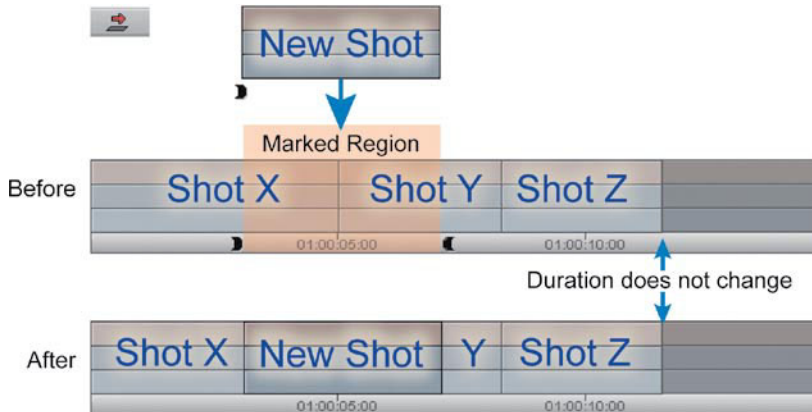 New Shot
Marked Region
Before
Shot X Shot Y Shot Z
01:00:05:00 01:00:10:00
Duration does not change
After
Shot X New Shot Y Shot Z
01:00:05:00 01:00:10:00